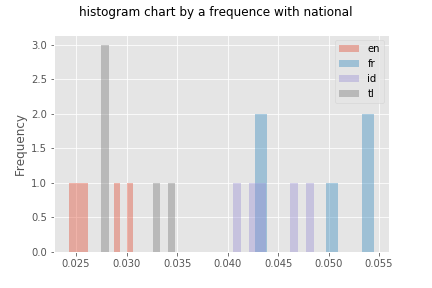 histogram chart by a frequence with national
en
fr
id
tl
Frequency
3.0
2.5
2.0
1.5
1.0
0.5
0.0
0.025 0.030 0.035 0.040 0.045 0.050 0.055